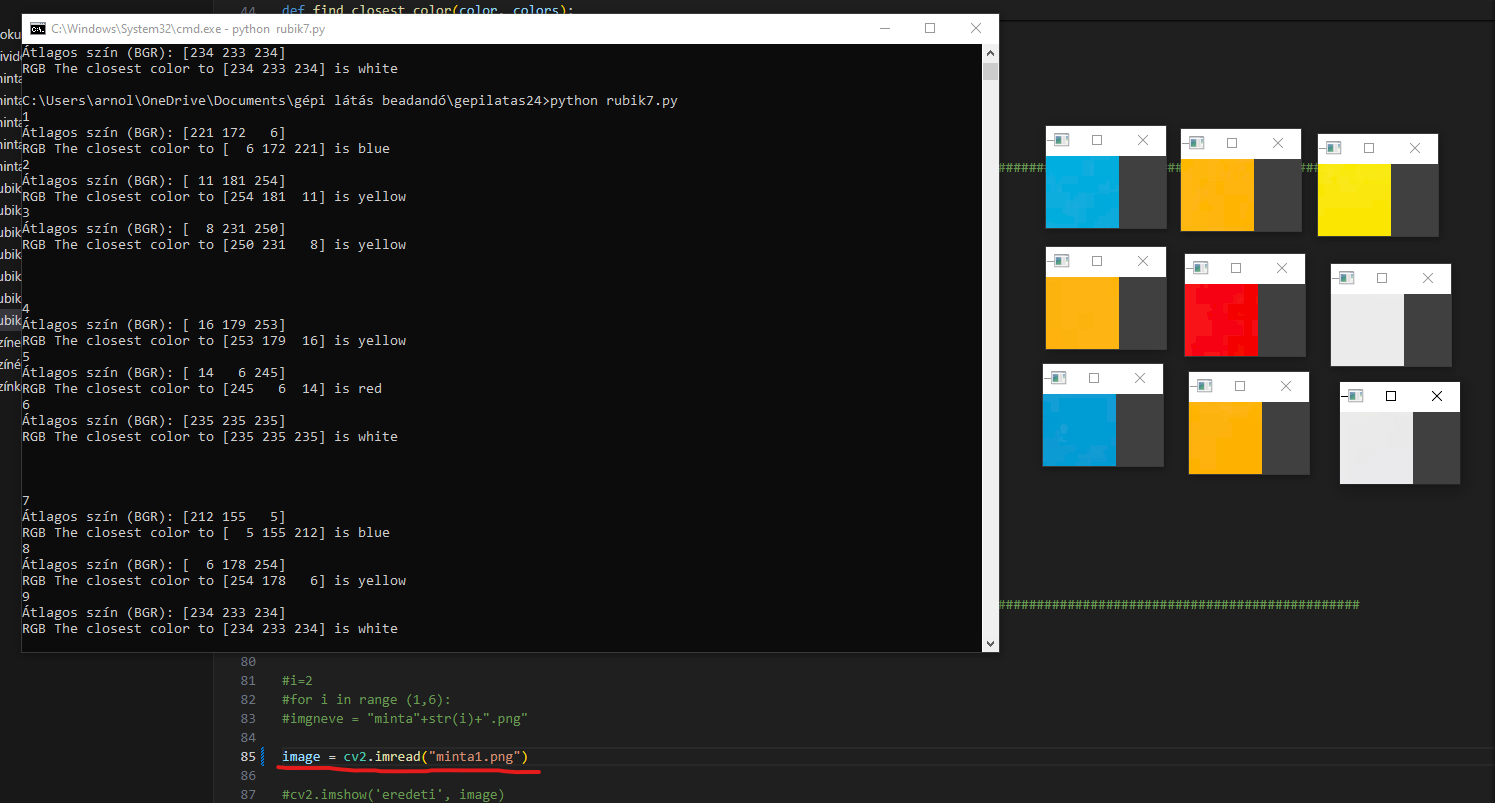 44 def find_closest_color(color, colors):
C:\Windows\System32\cmd.exe - python rubik7.py
Átlagos szín (BGR): [234 233 234]
RGB The closest color to [234 233 234] is white
C:\Users\arnol\OneDrive\Documents\gépi látás beadandó\gepilatas24>python rubik7.py
1
Átlagos szín (BGR): [221 172   6]
RGB The closest color to [  6 172 221] is blue
2
Átlagos szín (BGR): [ 11 181 254]
RGB The closest color to [254 181  11] is yellow
3
Átlagos szín (BGR): [  8 231 250]
RGB The closest color to [250 231   8] is yellow
4
Átlagos szín (BGR): [ 16 179 253]
RGB The closest color to [253 179  16] is yellow
5
Átlagos szín (BGR): [ 14   6 245]
RGB The closest color to [245   6  14] is red
6
Átlagos szín (BGR): [235 235 235]
RGB The closest color to [235 235 235] is white
7
Átlagos szín (BGR): [212 155   5]
RGB The closest color to [  5 155 212] is blue
8
Átlagos szín (BGR): [  6 178 254]
RGB The closest color to [254 178   6] is yellow
9
Átlagos szín (BGR): [234 233 234]
RGB The closest color to [234 233 234] is white
80
81 #i=2
82 #for i in range (1,6):
83 #imgneve = "minta"+str(i)+".png"
84
85 image = cv2.imread("minta1.png")
86
87 #cv2.imshow('eredeti', image)